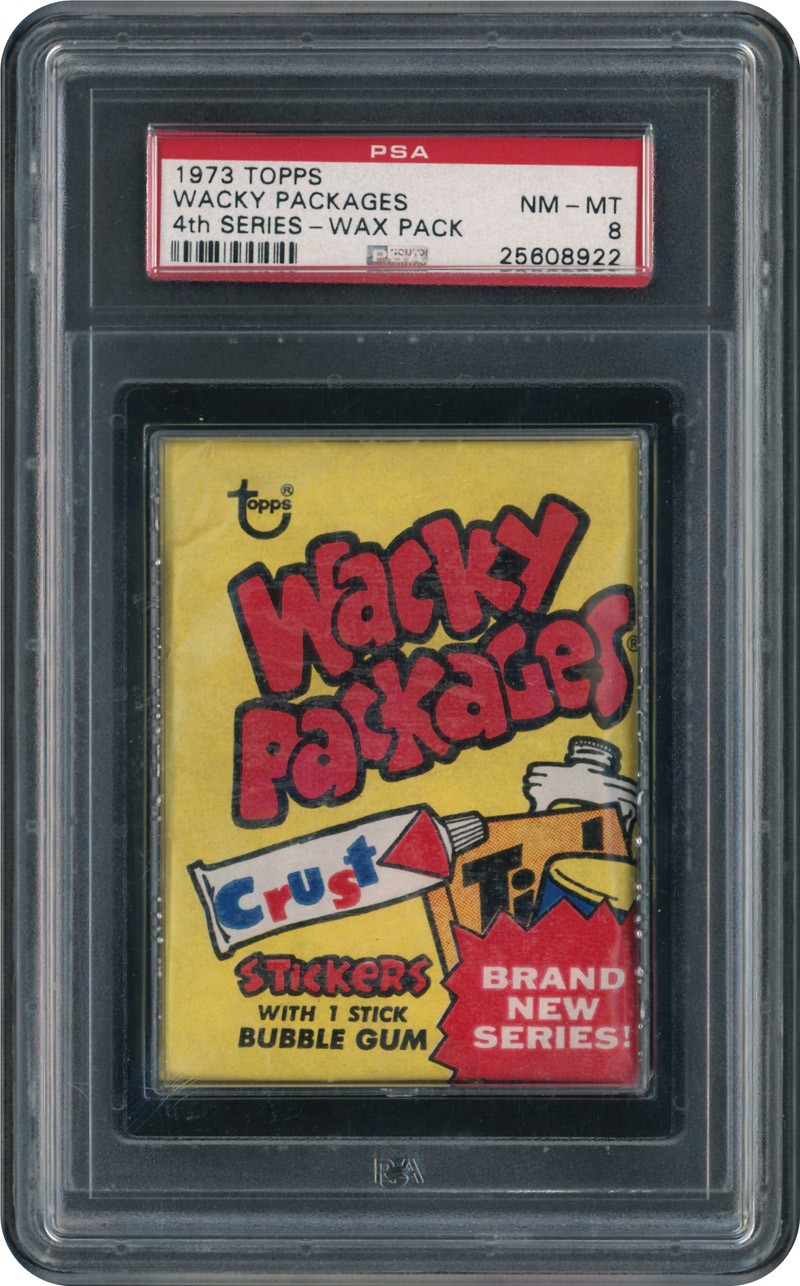 PSA
1973 TOPPS
WACKY PACKAGES NM - MT
4th SERIES - WAX PACK 8
PSA 25608922
Topps®
Wacky
Packages®
Crust
Ti
STICKERS
WITH 1 STICK
BUBBLE GUM
BRAND
NEW
SERIES!
PSA